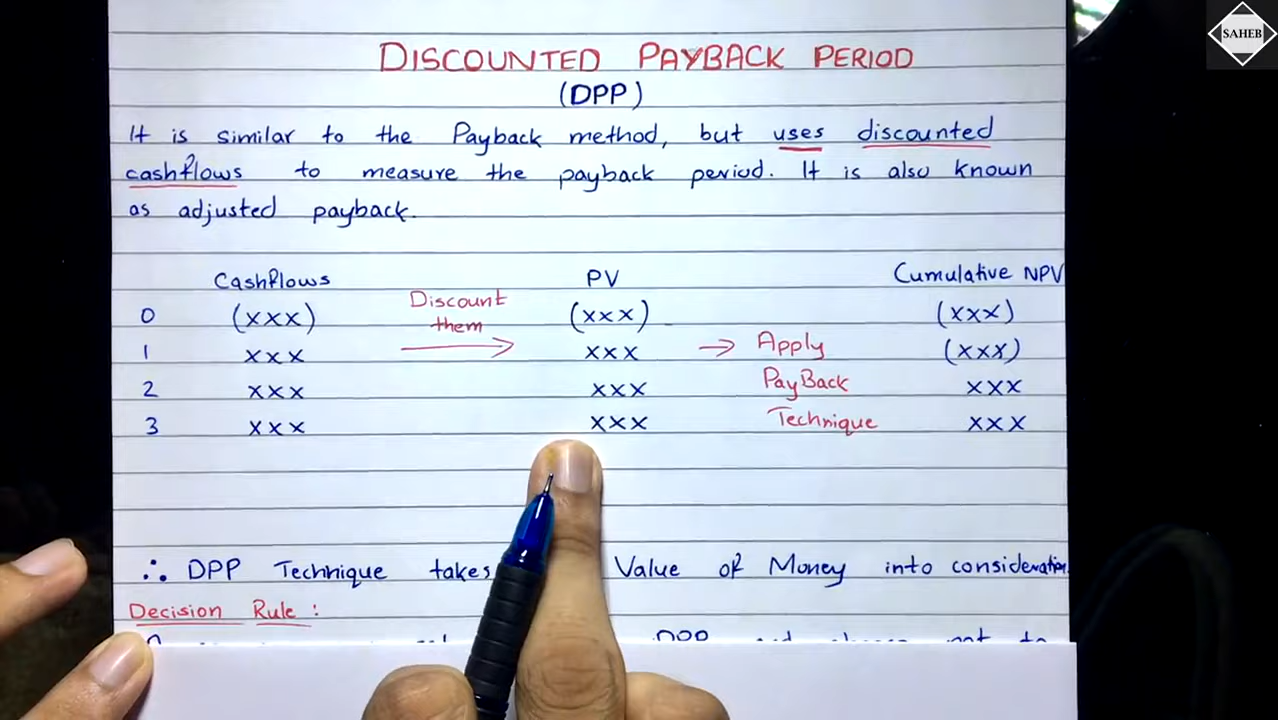 SAHEB
DISCOUNTED PAYBACK PERIOD
(DPP)
It is similar to the Payback method, but uses discounted
cashflows to measure the payback period. It is also known
as adjusted payback.
Cashflows PV Cumulative NPV
Discount
them
0 (xxx) (xxx) (xxx)
1 xxx xxx → Apply (xxx)
2 xxx xxx PayBack xxx
3 xxx xxx Technique xxx
∴ DPP Technique takes Value of Money into consideration
Decision Rule :